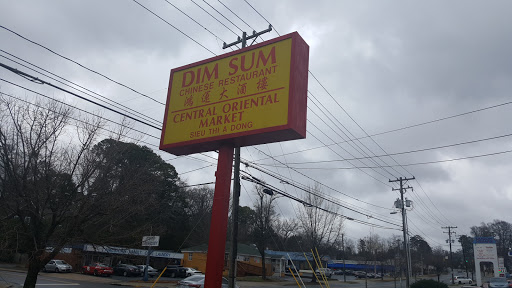 DIM SUM
CHINESE RESTAURANT
鴻運大酒樓
CENTRAL ORIENTAL
MARKET
SIEU THI A DONG